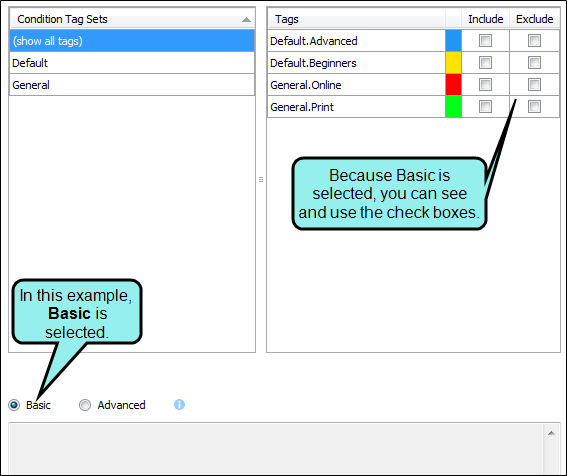 Condition Tag Sets
(show all tags)
Default
General
Tags Include Exclude
Default.Advanced
Default.Beginners
General.Online
General.Print
Because Basic is
selected, you can see
and use the check boxes.
In this example,
Basic is
selected.
Basic Advanced